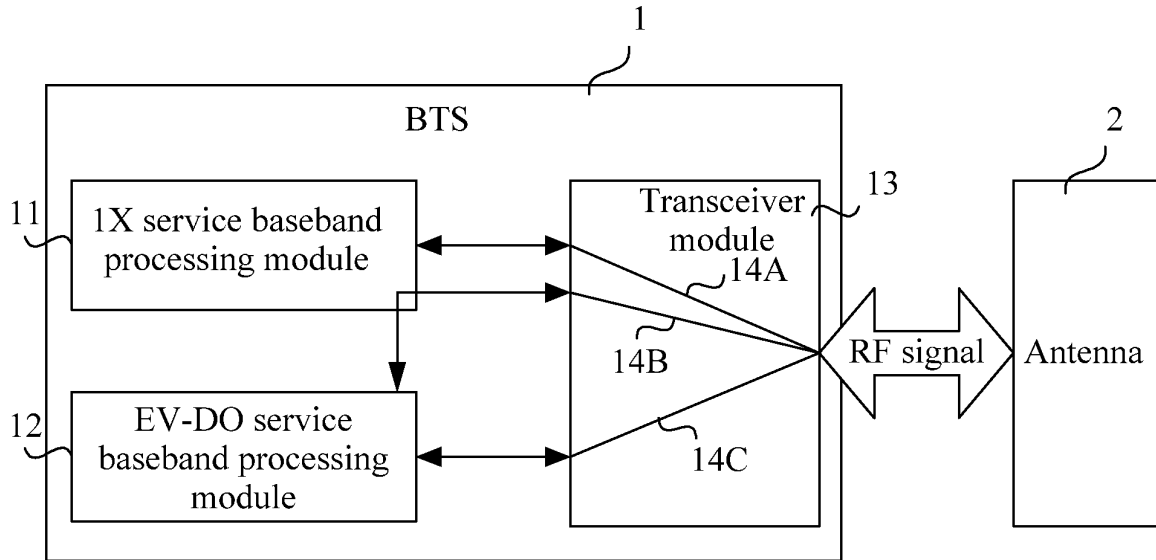 1
BTS
2
11
1X service baseband
processing module
Transceiver
module
13
14A
14B
RF signal
Antenna
12
EV-DO service
baseband processing
module
14C